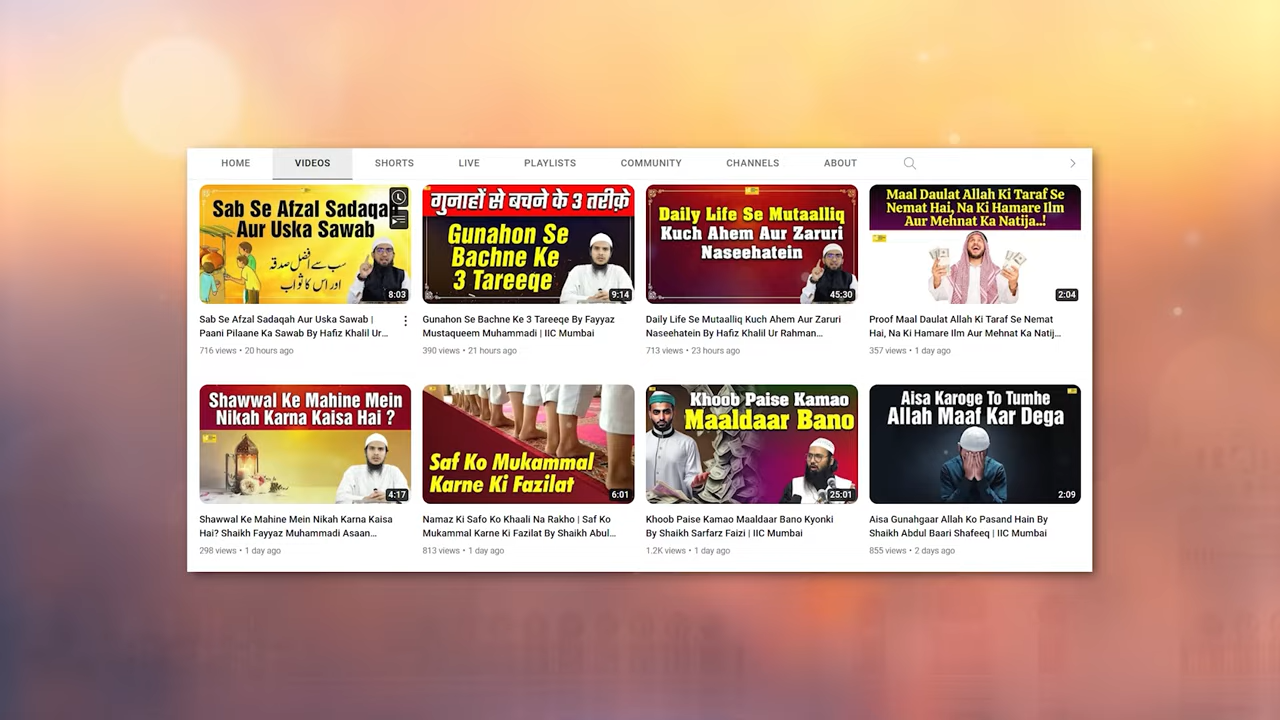 HOME VIDEOS SHORTS LIVE PLAYLISTS COMMUNITY CHANNELS ABOUT
Sab Se Afzal Sadaqa
Aur Uska Sawab
سب سے افضل صدقہ
اور اس کا ثواب
8:03
Sab Se Afzal Sadaqah Aur Uska Sawab |
Paani Pilaane Ka Sawab By Hafiz Khalil Ur...
716 views • 20 hours ago
गुनाहों से बचने के 3 तरीक़े
Gunahon Se
Bachne Ke
3 Tareeqe
9:14
Gunahon Se Bachne Ke 3 Tareeqe By Fayyaz
Mustaqueem Muhammadi | IIC Mumbai
390 views • 21 hours ago
Daily Life Se Mutaalliq
Kuch Ahem Aur Zaruri
Naseehatein
45:30
Daily Life Se Mutaalliq Kuch Ahem Aur Zaruri
Naseehatein By Hafiz Khalil Ur Rahman...
713 views • 23 hours ago
Maal Daulat Allah Ki Taraf Se
Nemat Hai, Na Ki Hamare Ilm
Aur Mehnat Ka Natija..!
2:04
Proof Maal Daulat Allah Ki Taraf Se Nemat
Hai, Na Ki Hamare Ilm Aur Mehnat Ka Natij...
357 views • 1 day ago
Shawwal Ke Mahine Mein
Nikah Karna Kaisa Hai ?
4:17
Shawwal Ke Mahine Mein Nikah Karna Kaisa
Hai? Shaikh Fayyaz Muhammadi Asaan...
298 views • 1 day ago
Saf Ko Mukammal
Karne Ki Fazilat
6:01
Namaz Ki Safo Ko Khaali Na Rakho | Saf Ko
Mukammal Karne Ki Fazilat By Shaikh Abul...
813 views • 1 day ago
Khoob Paise Kamao
Maaldaar Bano
25:01
Khoob Paise Kamao Maaldaar Bano Kyonki
By Shaikh Sarfarz Faizi | IIC Mumbai
1.2K views • 1 day ago
Aisa Karoge To Tumhe
Allah Maaf Kar Dega
2:09
Aisa Gunahgaar Allah Ko Pasand Hain By
Shaikh Abdul Baari Shafeeq | IIC Mumbai
855 views • 2 days ago